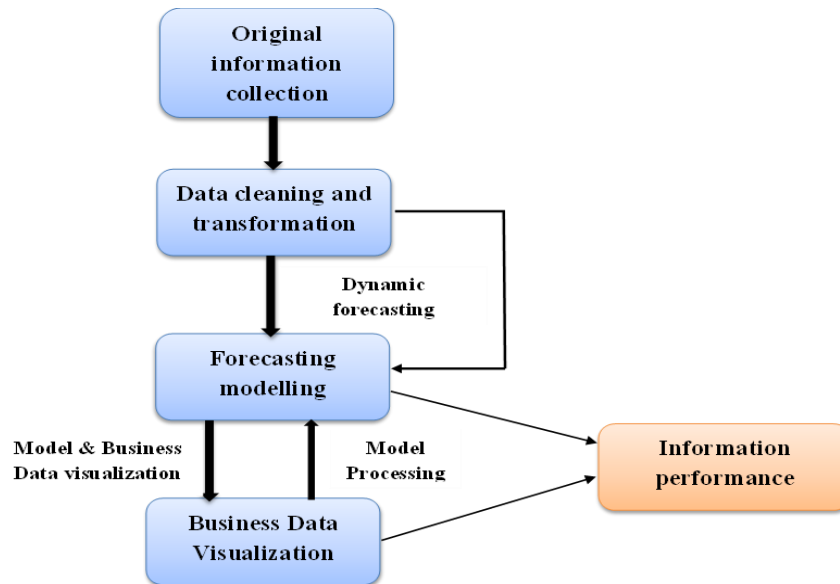 Original
information
collection
Data cleaning and
transformation
Dynamic
forecasting
Forecasting
modelling
Model & Business
Data visualization
Model
Processing
Information
performance
Business Data
Visualization